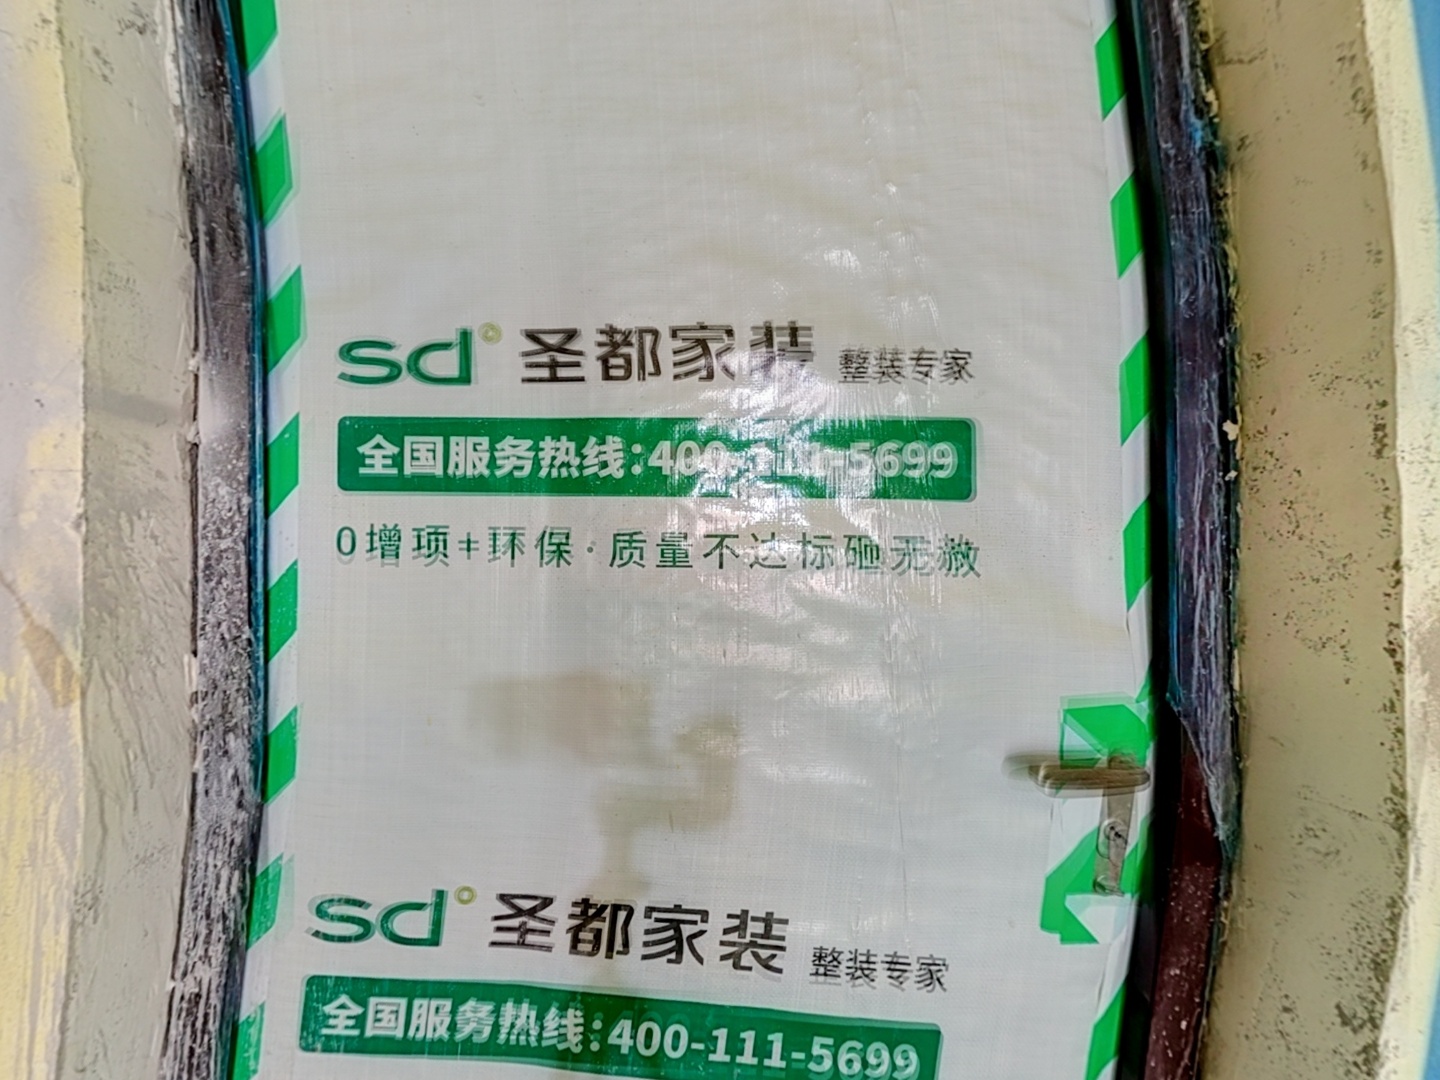 sd 圣都家装 整装专家
全国服务热线:400-111-5699
0增项+环保·质量不达标砸无赦
sd 圣都家装 整装专家
全国服务热线:400-111-5699